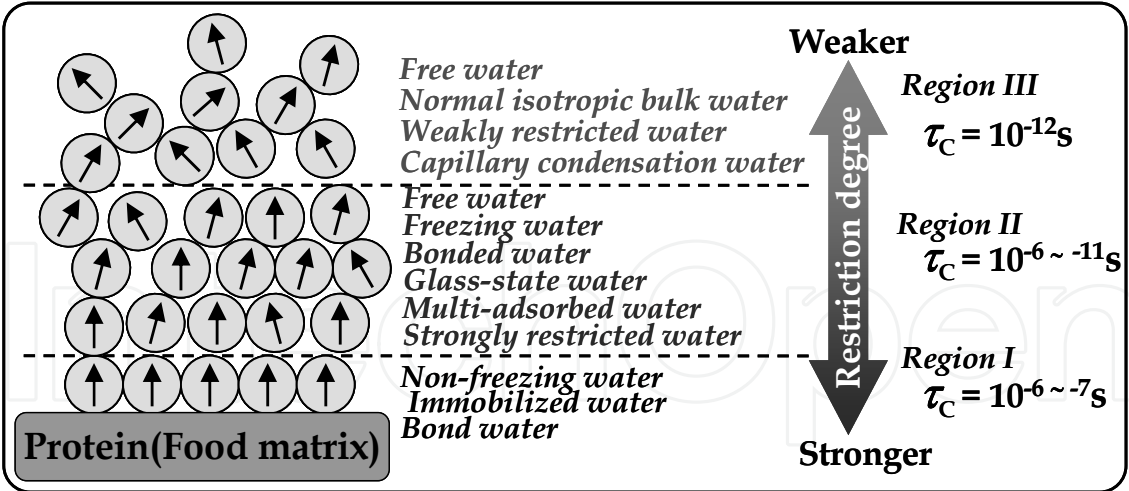 Free water
Normal isotropic bulk water
Weakly restricted water
Capillary condensation water
Free water
Freezing water
Bonded water
Glass-state water
Multi-adsorbed water
Strongly restricted water
Non-freezing water
Immobilized water
Bond water
Protein(Food matrix)
Weaker
Restriction degree
Stronger
Region III
τC = 10-12s
Region II
τC = 10-6 ~ -11s
Region I
τC = 10-6 ~ -7s
InTechOpen